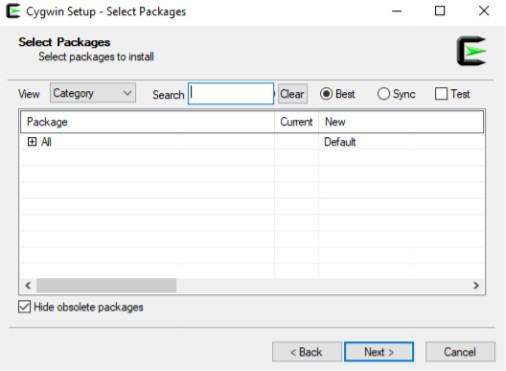 Cygwin Setup - Select Packages
Select Packages
Select packages to install
View Category Search Clear Best Sync Test
Package Current New
All Default
Hide obsolete packages
< Back Next > Cancel